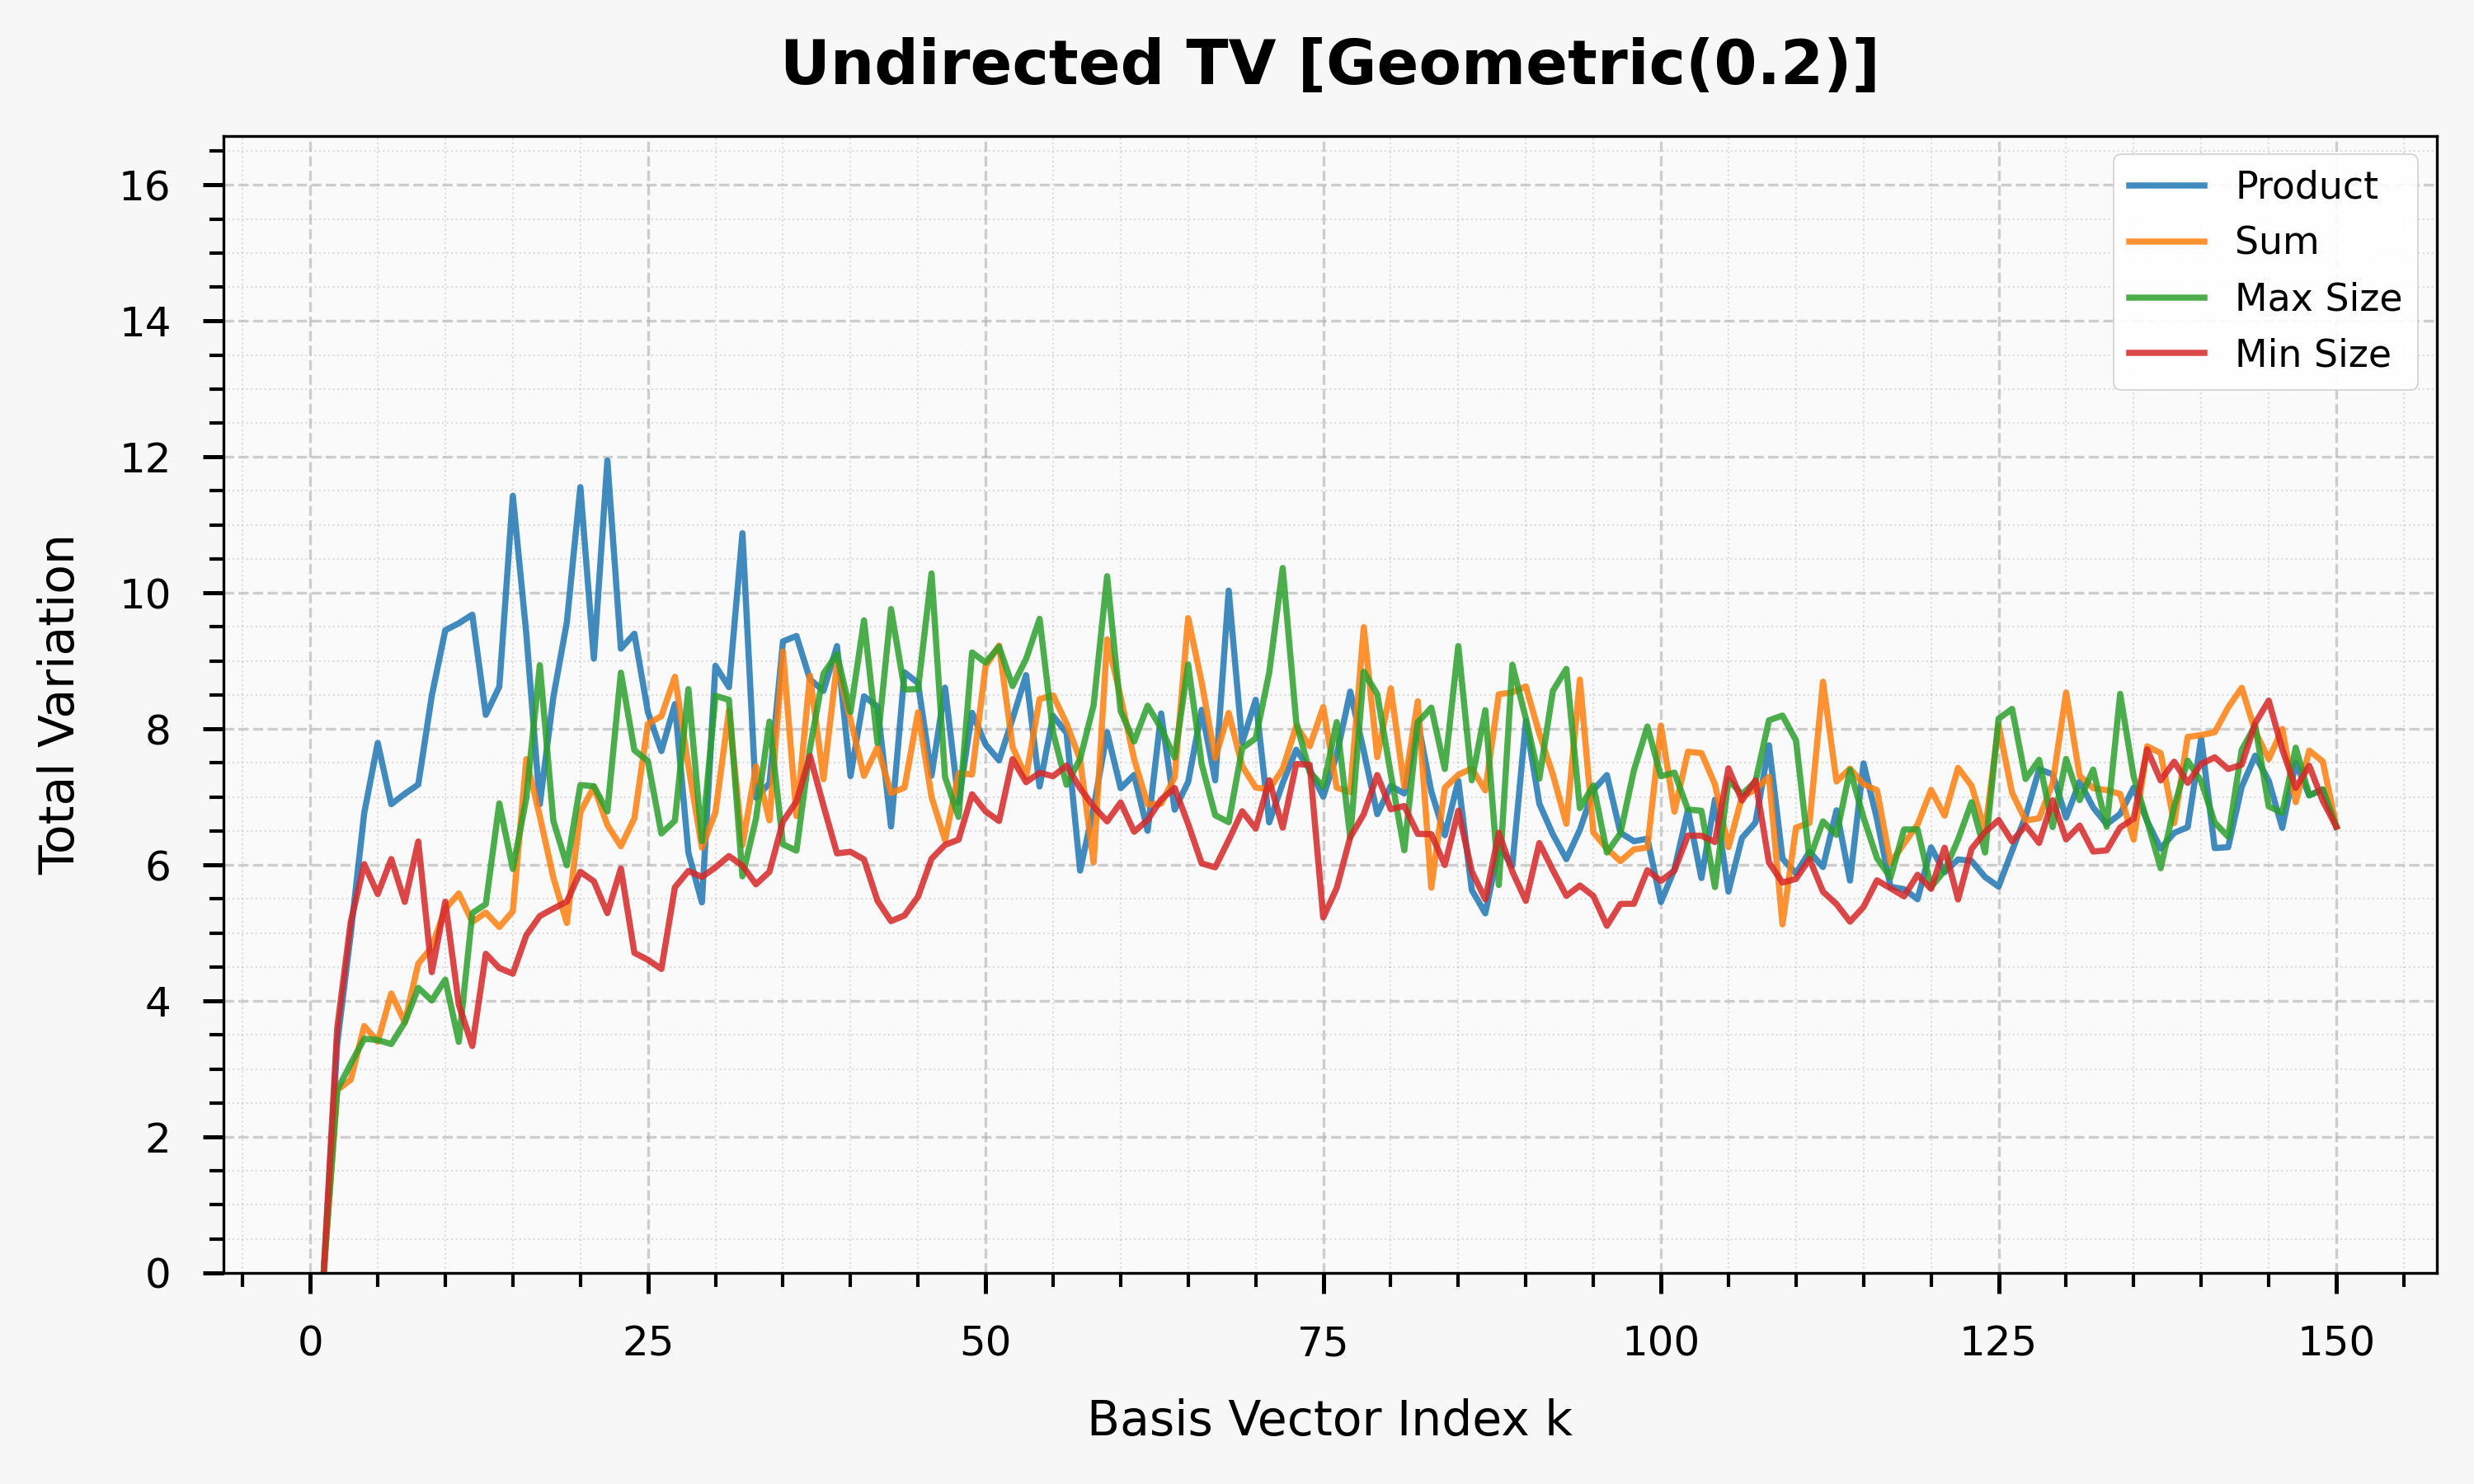 Undirected TV [Geometric(0.2)]
Total Variation
16
14
12
10
8
6
4
2
0
Product
Sum
Max Size
Min Size
0 25 50 75 100 125 150
Basis Vector Index k